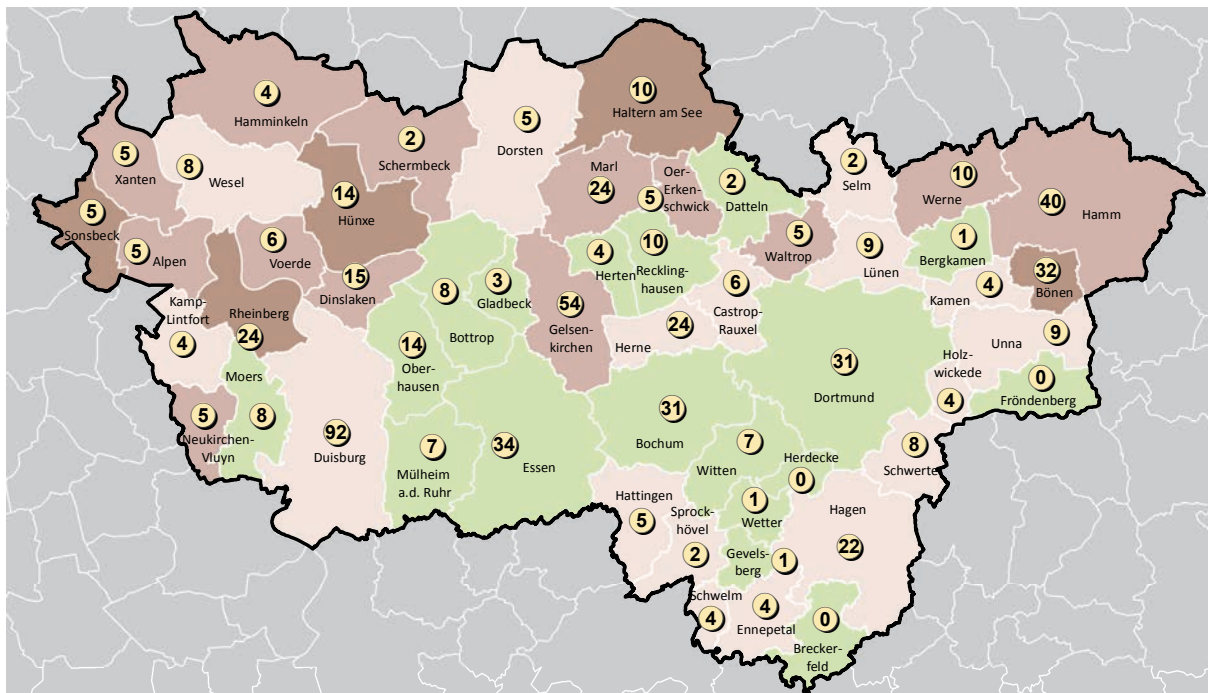 4
Hamminkeln
5
Xanten
8
Wesel
2
Schermbeck
5
Dorsten
10
Haltern am See
5
Sonsbeck
5
Alpen
6
Voerde
14
Hünxe
15
Dinslaken
Marl
24
Oer-
Erken-
schwick
5
2
Datteln
2
Selm
10
Werne
40
Hamm
5
Waltrop
9
Lünen
1
Bergkamen
32
Bönen
4
Kamen
Kamp-
Lintfort
4
Rheinberg
24
Moers
8
5
Neukirchen-
Vluyn
92
Duisburg
8
Bottrop
3
Gladbeck
14
Ober-
hausen
54
Gelsen-
kirchen
4
Herten
10
Reckling-
hausen
6
Castrop-
Rauxel
24
Herne
31
Dortmund
Unna
9
Holz-
wickede
4
0
Fröndenberg
7
Mülheim
a.d. Ruhr
34
Essen
31
Bochum
7
Witten
Herdecke
0
8
Schwerte
Hattingen
5
Sprock-
hövel
2
1
Wetter
Gevels-
berg
1
Hagen
22
Schwelm
4
4
Ennepetal
0
Brecker-
feld